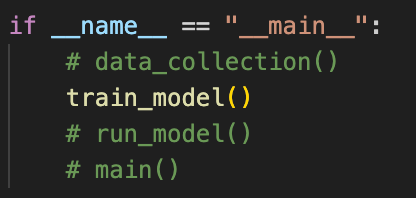 if __name__ == "__main__":
    # data_collection()
    train_model()
    # run_model()
    # main()